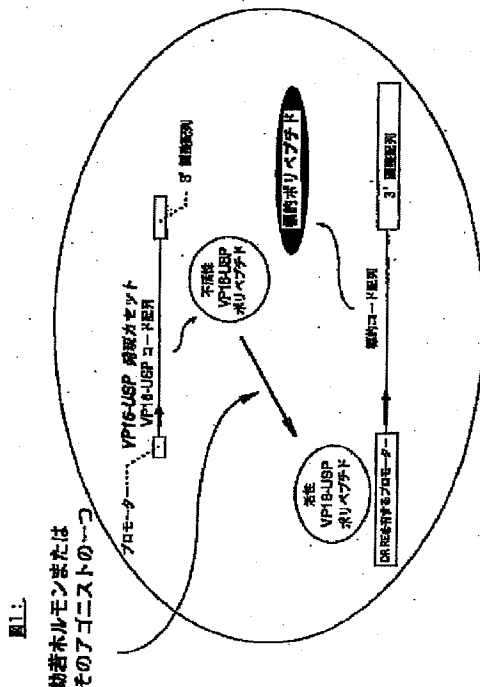 図1:
幼若ホルモンまたは
そのアゴニストの一つ
VP16-USP 発現カセット
VP16-USP コード配列
プロモーター
3' 隣接配列
不活性
VP16-USP
ポリペプチド
活性
VP16-USP
ポリペプチド
標的ポリペプチド
DR REを有するプロモーター
標的コード配列
3' 隣接配列